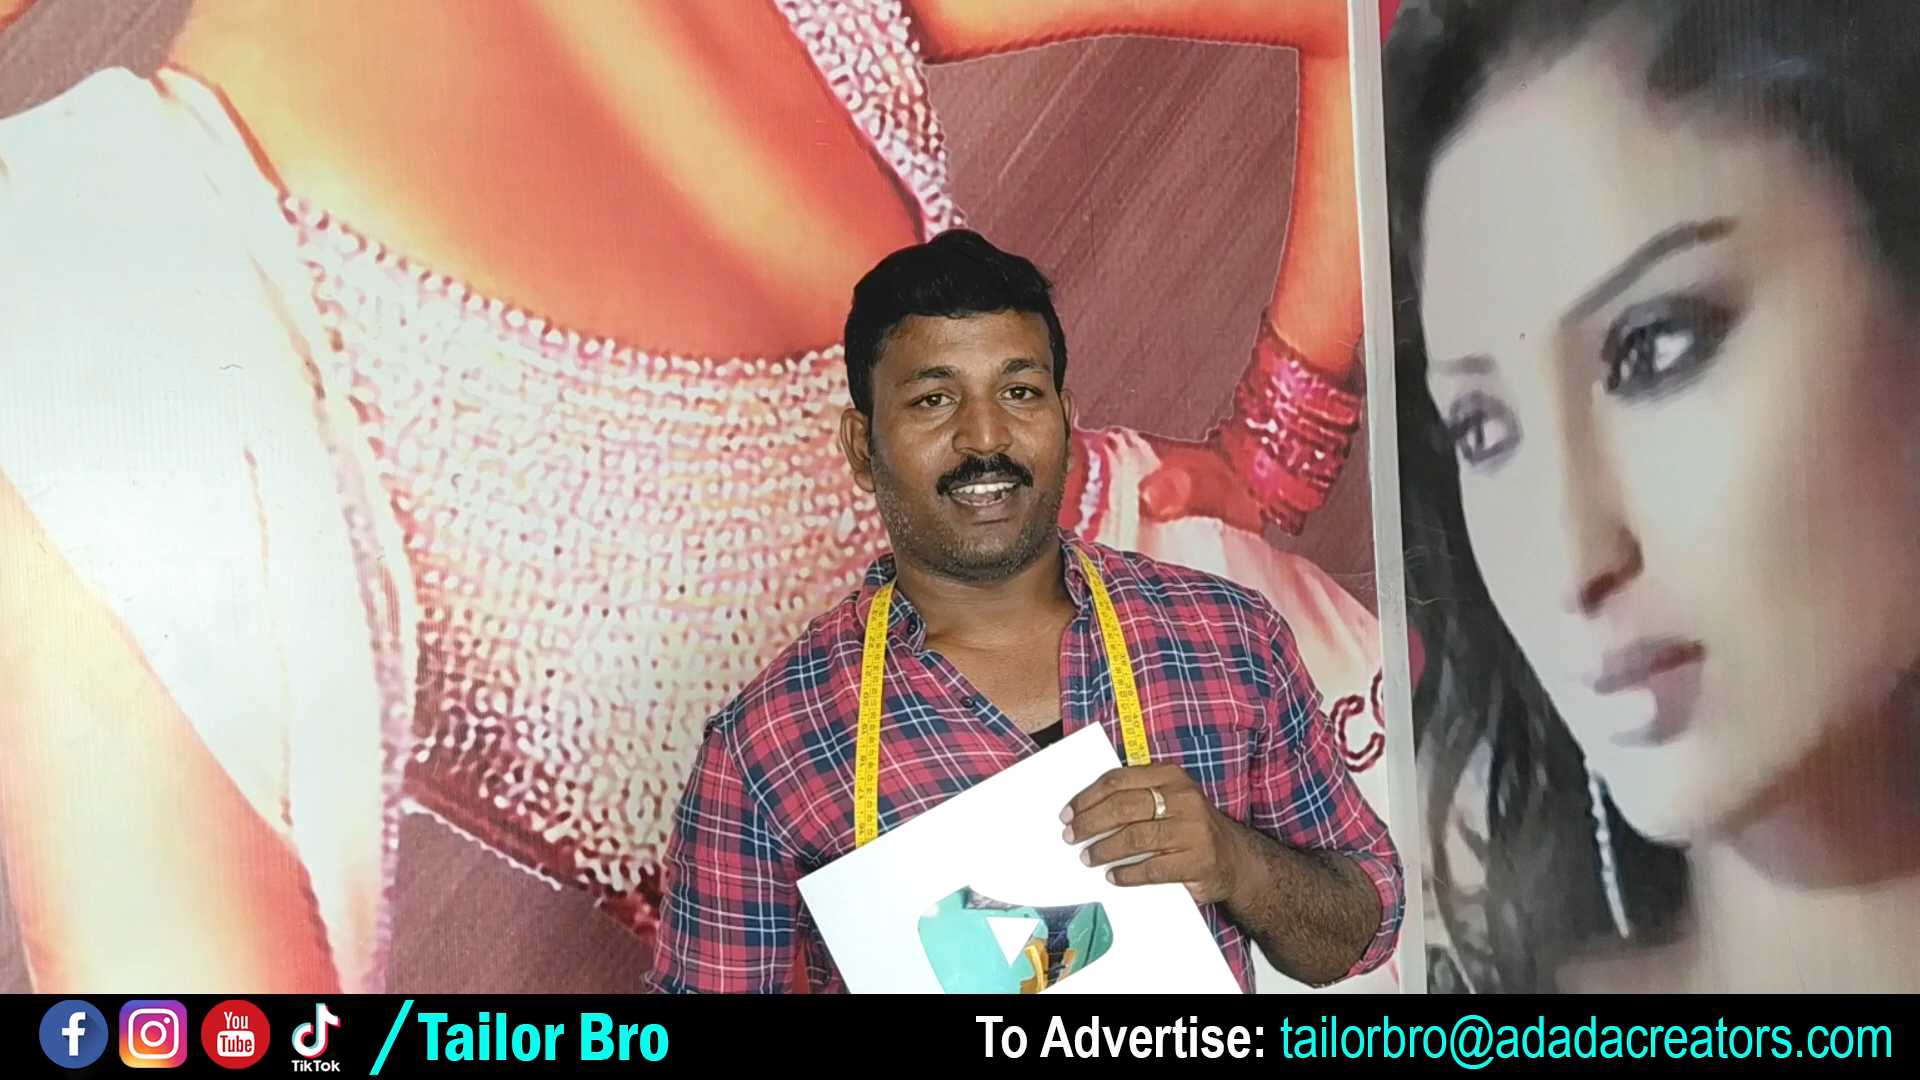 You
Tube
TikTok
/Tailor Bro
To Advertise: tailorbro@adadacreators.com